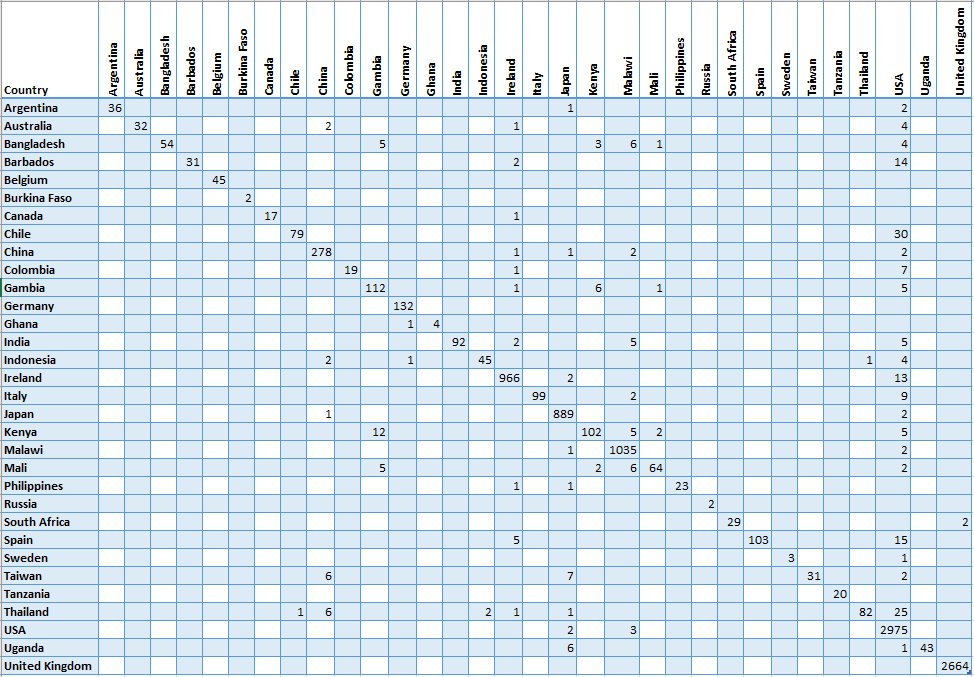 Country Argentina Australia Bangladesh Barbados Belgium Burkina Faso Canada Chile China Colombia Gambia Germany Ghana India Indonesia Ireland Italy Japan Kenya Malawi Mali Philippines Russia South Africa Spain Sweden Taiwan Tanzania Thailand USA Uganda United Kingdom
Argentina 36 1 2
Australia 32 2 1 4
Bangladesh 54 5 3 6 1 4
Barbados 31 2 14
Belgium 45
Burkina Faso 2
Canada 17 1
Chile 79 30
China 278 1 1 2 2
Colombia 19 1 7
Gambia 112 1 6 1 5
Germany 132
Ghana 1 4
India 92 2 5 5
Indonesia 2 1 45 1 4
Ireland 966 2 13
Italy 99 2 9
Japan 1 889 2
Kenya 12 102 5 2 5
Malawi 1 1035 2
Mali 5 2 6 64 2
Philippines 1 1 23
Russia 2
South Africa 29 2
Spain 5 103 15
Sweden 3 1
Taiwan 6 7 31 2
Tanzania 20
Thailand 1 6 2 1 1 82 25
USA 2 3 2975
Uganda 6 1 43
United Kingdom 2664